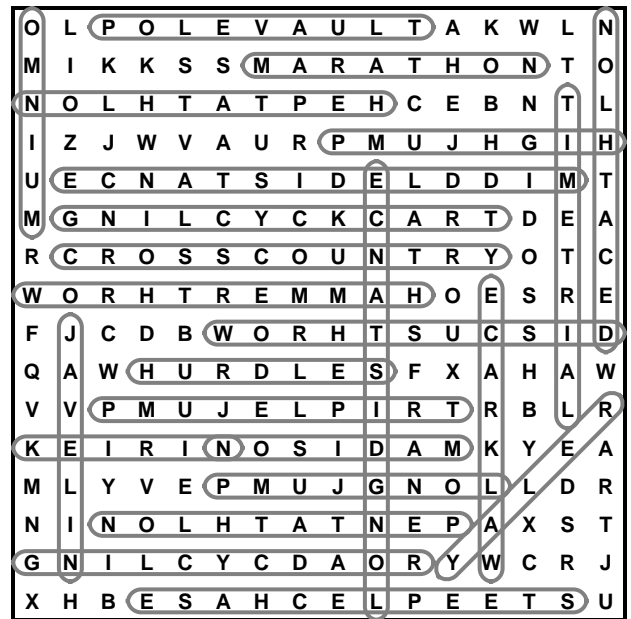 O L P O L E V A U L T A K W L N
M I K K S S M A R A T H O N T O
N O L H T A T P E H C E B N T L
I Z J W V A U R P M U J H G I H
U E C N A T S I D E L D D I M T
M G N I L C Y C K C A R T D E A
R C R O S S C O U N T R Y O T C
W O R H T R E M M A H O E S R E
F J C D B W O R H T S U C S I D
Q A W H U R D L E S F X A H A W
V V P M U J E L P I R T R B L R
K E I R I N O S I D A M K Y E A
M L Y V E P M U J G N O L L D R
N I N O L H T A T N E P A X S T
G N I L C Y C D A O R Y W C R J
X H B E S A H C E L P E E T S U